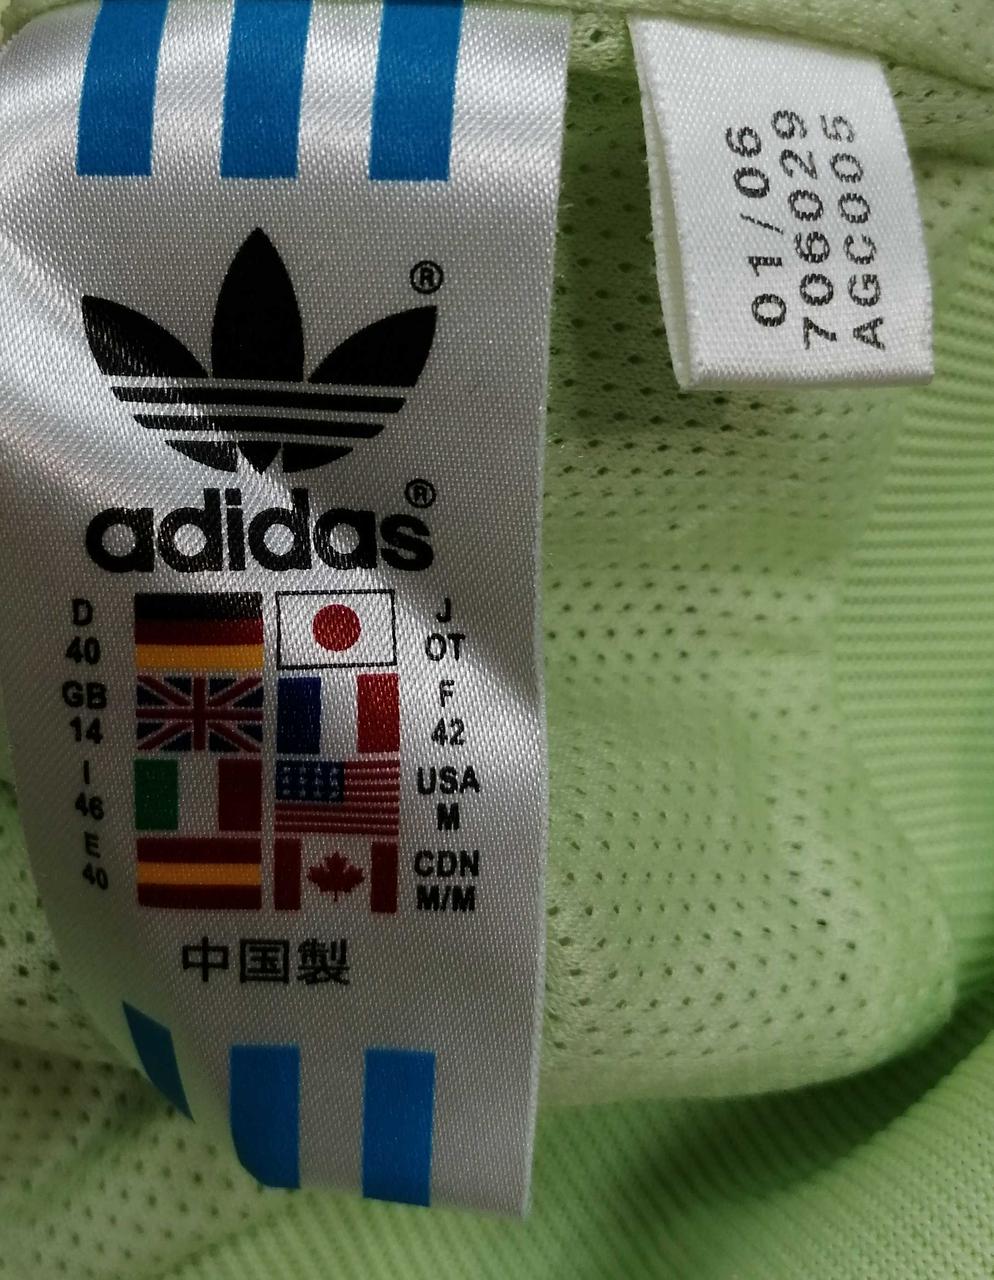 ®
adidas®
D
40
J
OT
GB
14
F
42
I
46
USA
M
E
40
CDN
M/M
中国製
01/06
706029
AGC005